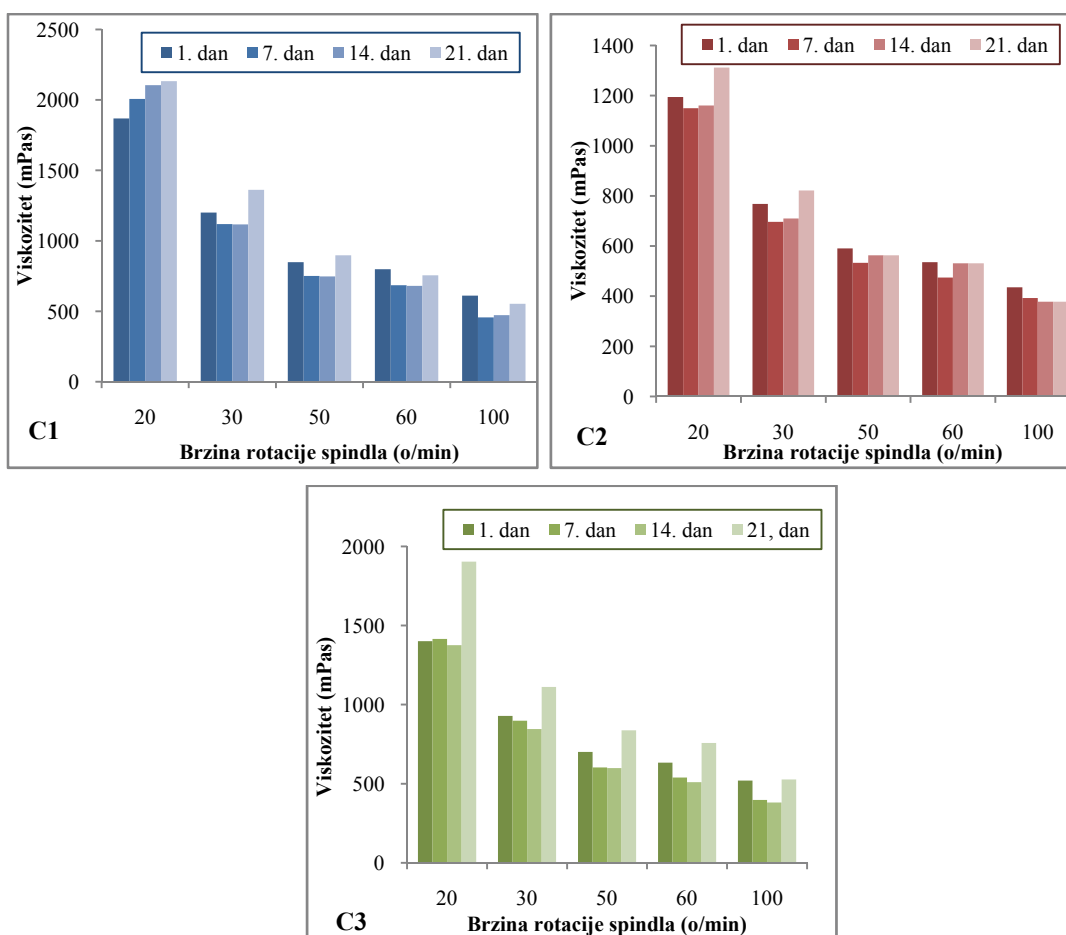 1. dan 7. dan 14. dan 21. dan
2500
2000
1500
1000
500
0
Viskozitet (mPas)
20 30 50 60 100
C1
Brzina rotacije spindla (o/min)
1. dan 7. dan 14. dan 21. dan
1400
1200
1000
800
600
400
200
0
Viskozitet (mPas)
20 30 50 60 100
C2
Brzina rotacije spindla (o/min)
1. dan 7. dan 14. dan 21, dan
2000
1500
1000
500
0
Viskozitet (mPas)
20 30 50 60 100
C3
Brzina rotacije spindla (o/min)